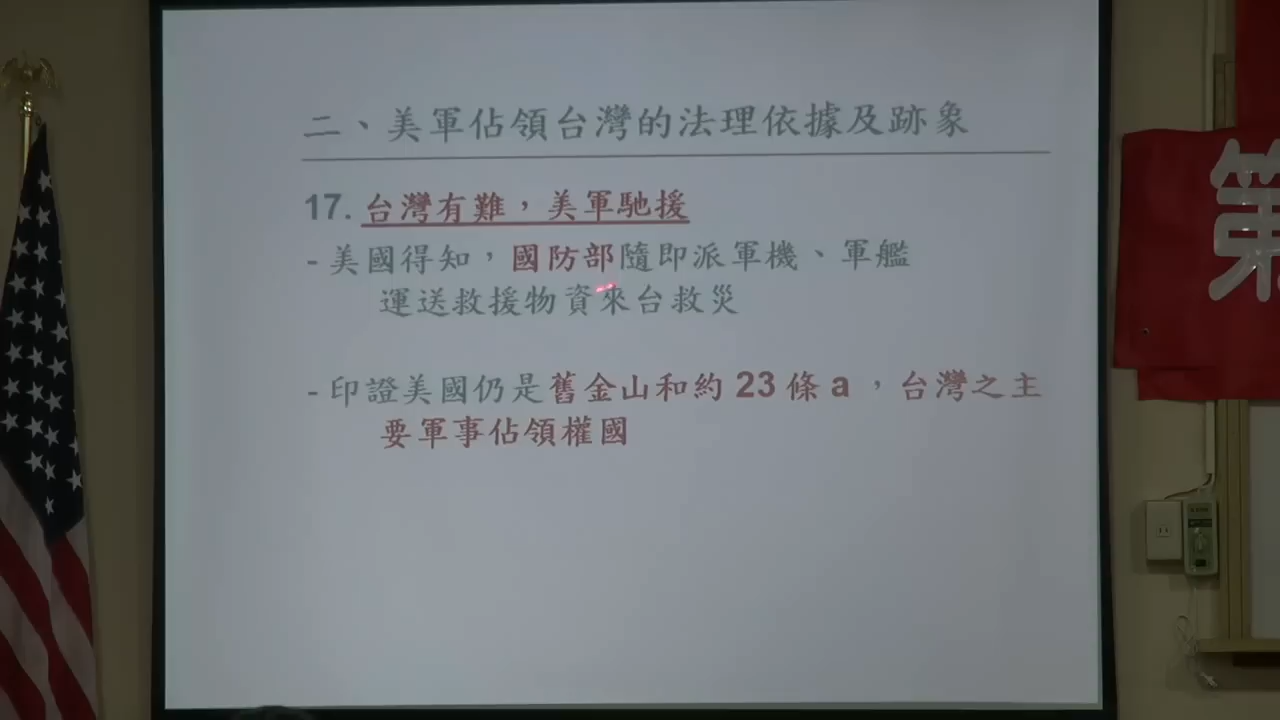 二、美軍佔領台灣的法理依據及跡象
17. 台灣有難，美軍馳援
- 美國得知，國防部隨即派軍機、軍艦
運送救援物資來台救災
- 印證美國仍是舊金山和約 23 條 a ，台灣之主
要軍事佔領權國
第